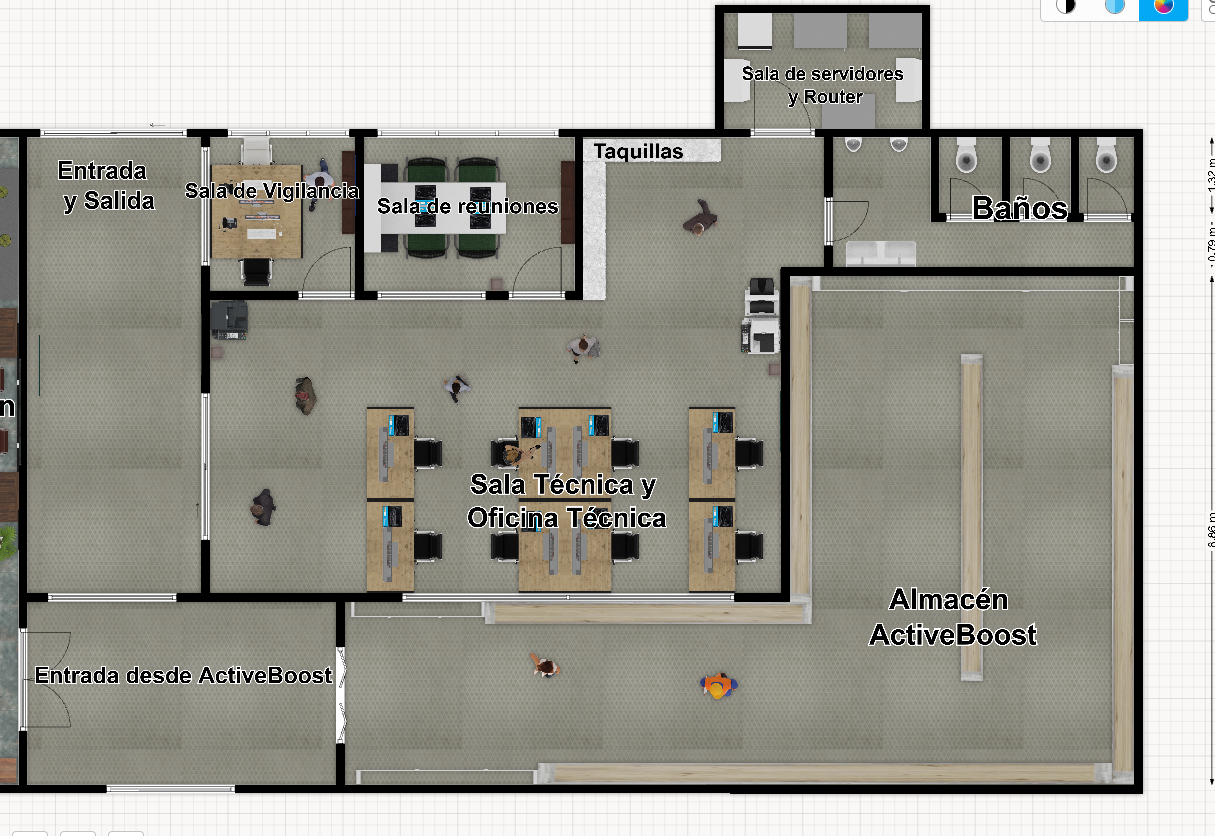 Sala de servidores
y Router
Taquillas
Entrada
y Salida
Sala de Vigilancia
Sala de reuniones
Baños
1.32 m
0.79 m
n
Sala Técnica y
Oficina Técnica
8.86 m
Almacén
ActiveBoost
Entrada desde ActiveBoost